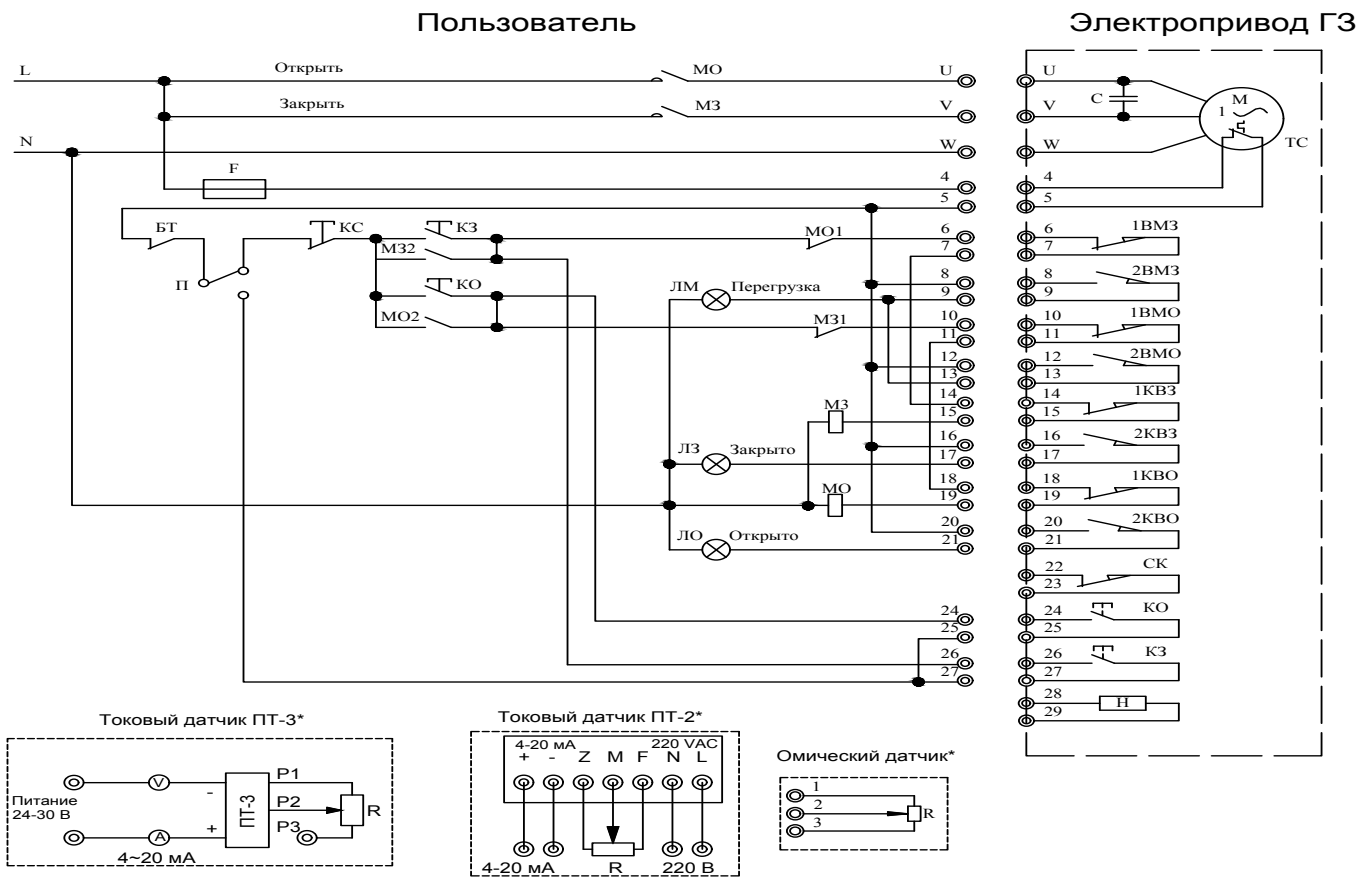 Пользователь
Электропривод ГЗ
L
Открыть
МО
U
U
Закрыть
МЗ
V
V
C
М
1
ТС
N
W
W
F
4
4
5
5
БТ
КС
КЗ
МО1
6
6
1ВМЗ
МЗ2
7
7
П
КО
ЛМ
Перегрузка
8
8
2ВМЗ
9
9
МО2
МЗ1
10
10
1ВМО
11
11
12
12
2ВМО
13
13
14
14
1КВЗ
МЗ
15
15
16
16
2КВЗ
ЛЗ
Закрыто
17
17
18
18
1КВО
МО
19
19
20
20
2КВО
ЛО
Открыто
21
21
22
СК
23
24
24
КО
25
25
26
26
КЗ
27
27
28
Н
29
Токовый датчик ПТ-3*
Питание
24-30 В
V
-
ПТ-3
P1
P2
R
A
+
P3
4~20 мА
Токовый датчик ПТ-2*
4-20 мА
220 VAC
+ - Z M F N L
4-20 мА
R
220 В
Омический датчик*
1
2
R
3